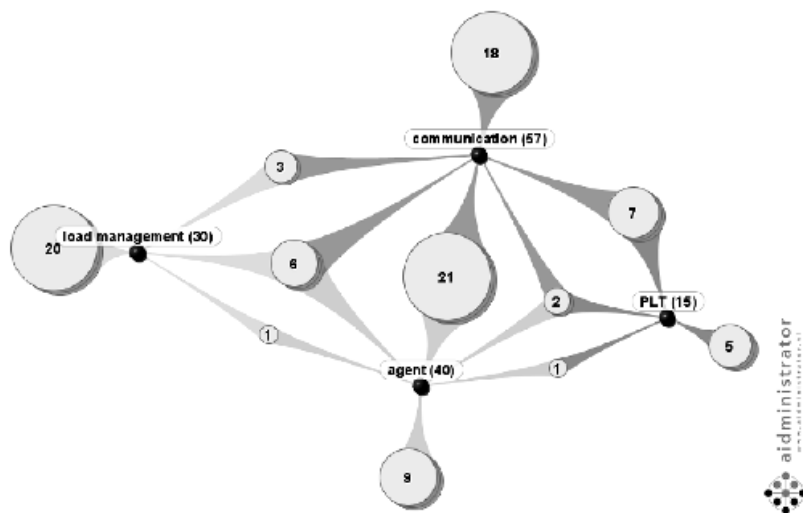 18
communication (57)
3
7
load management (30)
20
6
21
2
PLT (15)
1
5
agent (40)
1
9
aidministrator